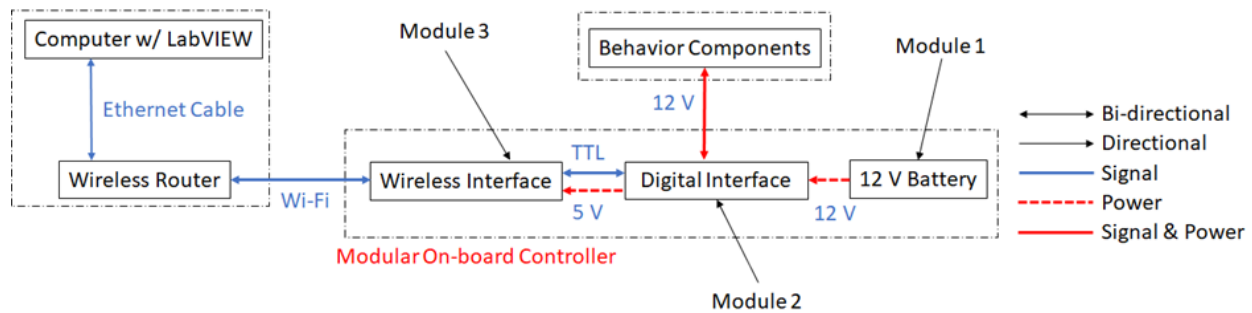 Computer w/ LabVIEW
Ethernet Cable
Wireless Router
Wi-Fi
Module 3
Behavior Components
Module 1
12 V
TTL
Wireless Interface
Digital Interface
12 V Battery
5 V
12 V
Modular On-board Controller
Module 2
Bi-directional
Directional
Signal
Power
Signal & Power